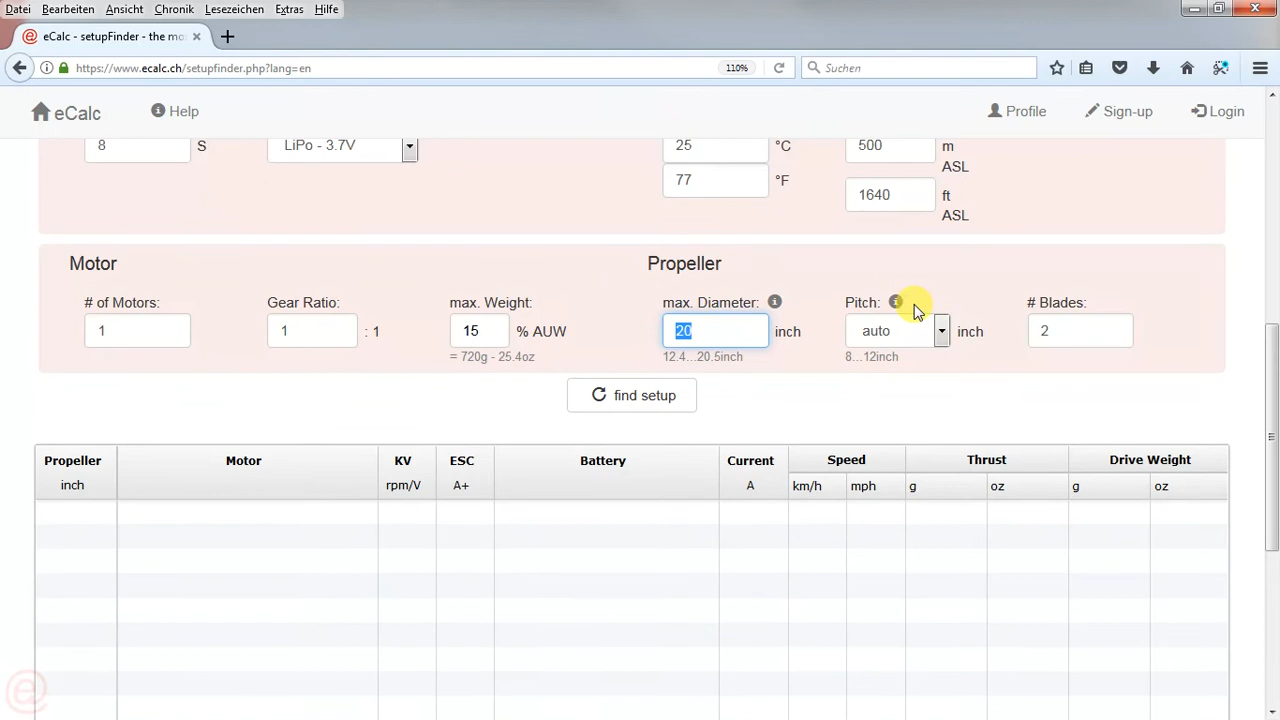 Datei Bearbeiten Ansicht Chronik Lesezeichen Extras Hilfe
eCalc - setupFinder - the mo
https://www.ecalc.ch/setupfinder.php?lang=en 110% Suchen
eCalc Help Profile Sign-up Login
8 S LiPo - 3.7V 25 °C 500 m
ASL
77 °F
1640 ft
ASL
Motor Propeller
# of Motors: Gear Ratio: max. Weight: max. Diameter: Pitch: # Blades:
1 1 : 1 15 % AUW 20 inch auto inch 2
= 720g - 25.4oz 12.4...20.5inch 8...12inch
find setup
Propeller Motor KV ESC Battery Current Speed Thrust Drive Weight
inch rpm/V A+ A km/h mph g oz g oz